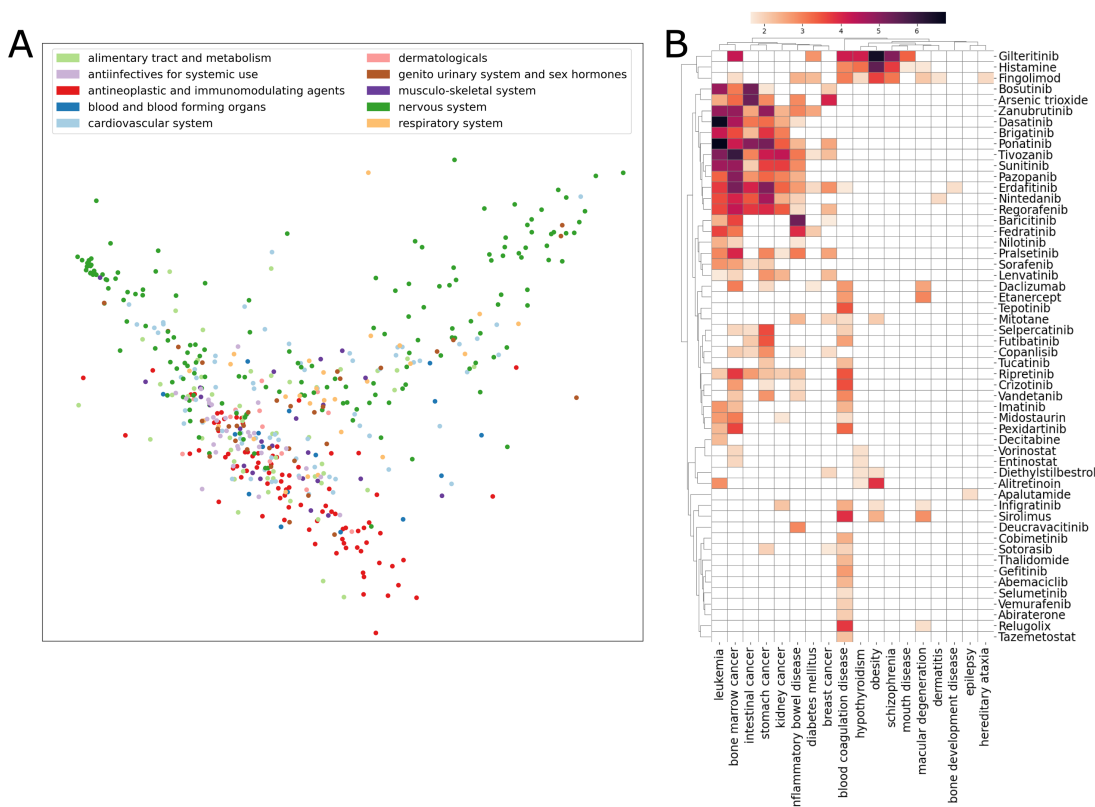 A
alimentary tract and metabolism
antiinfectives for systemic use
antineoplastic and immunomodulating agents
blood and blood forming organs
cardiovascular system
dermatologicals
genito urinary system and sex hormones
musculo-skeletal system
nervous system
respiratory system
B
2 3 4 5 6
Gilteritinib
Histamine
Fingolimod
Bosutinib
Arsenic trioxide
Zanubrutinib
Dasatinib
Brigatinib
Ponatinib
Tivozanib
Sunitinib
Pazopanib
Erdafitinib
Nintedanib
Regorafenib
Baricitinib
Fedratinib
Nilotinib
Pralsetinib
Sorafenib
Lenvatinib
Daclizumab
Etanercept
Tepotinib
Mitotane
Selpercatinib
Futibatinib
Copanlisib
Tucatinib
Ripretinib
Crizotinib
Vandetanib
Imatinib
Midostaurin
Pexidartinib
Decitabine
Vorinostat
Entinostat
Diethylstilbestrol
Alitretinoin
Apalutamide
Infigratinib
Sirolimus
Deucravacitinib
Cobimetinib
Sotorasib
Thalidomide
Gefitinib
Abemaciclib
Selumetinib
Vemurafenib
Abiraterone
Relugolix
Tazemetostat
leukemia
bone marrow cancer
intestinal cancer
stomach cancer
kidney cancer
nflammatory bowel disease
diabetes mellitus
breast cancer
blood coagulation disease
hypothyroidism
obesity
schizophrenia
mouth disease
macular degeneration
dermatitis
bone development disease
epilepsy
hereditary ataxia